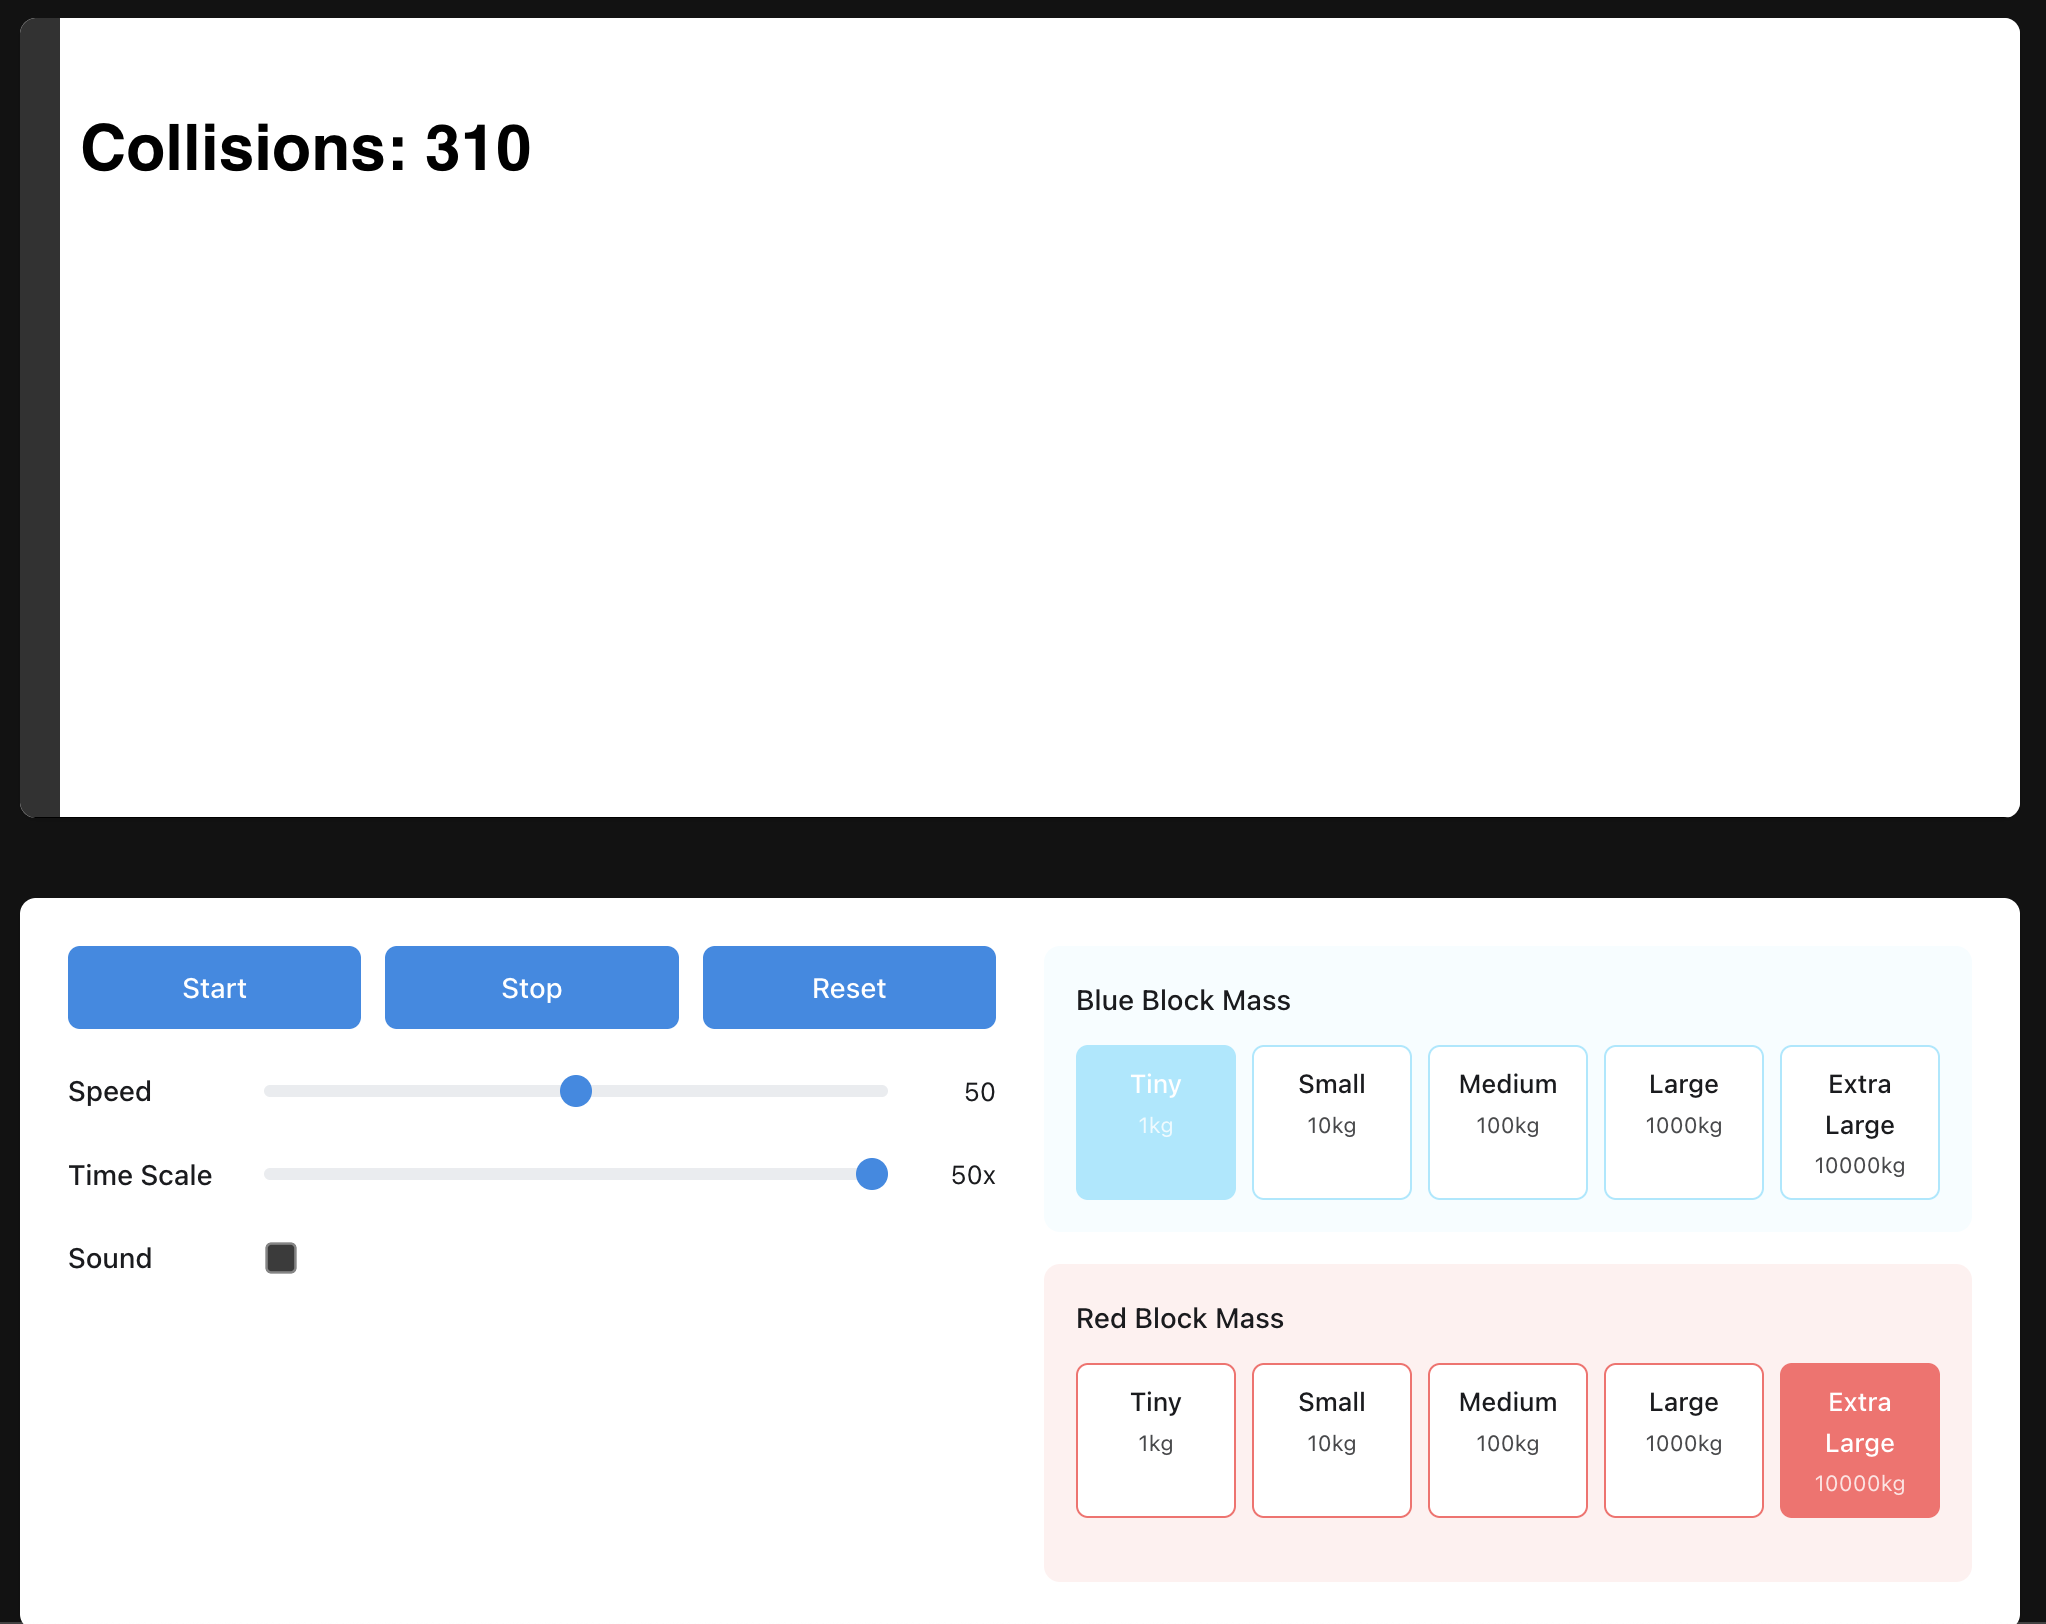 Collisions: 310
Start Stop Reset
Speed 50
Time Scale 50x
Sound
Blue Block Mass
Tiny
1kg
Small
10kg
Medium
100kg
Large
1000kg
Extra
Large
10000kg
Red Block Mass
Tiny
1kg
Small
10kg
Medium
100kg
Large
1000kg
Extra
Large
10000kg